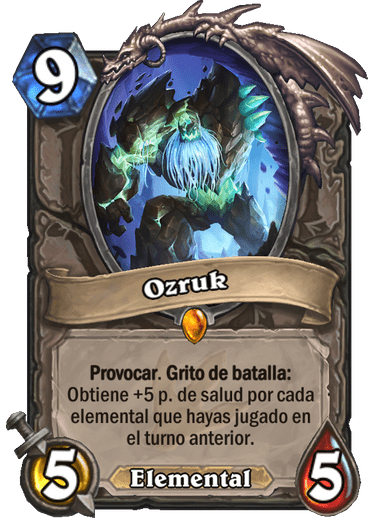 9
Ozruk
Provocar. Grito de batalla:
Obtiene +5 p. de salud por cada
elemental que hayas jugado en
el turno anterior.
5
Elemental
5